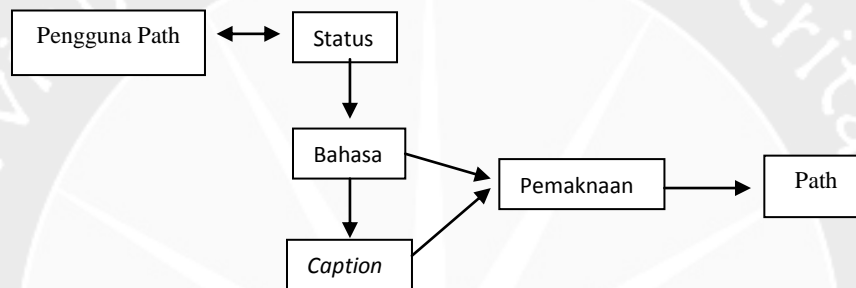 Pengguna Path
Status
Bahasa
Pemaknaan
Path
Caption